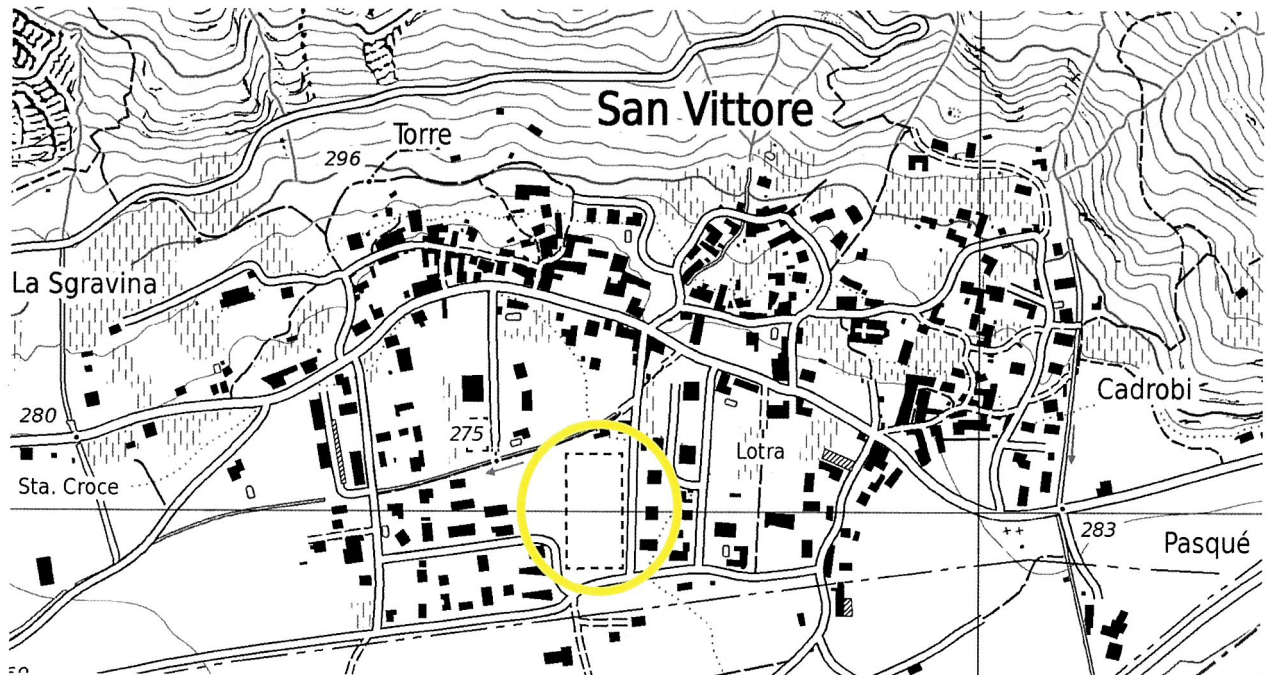 San Vittore
Torre
296
La Sgravina
280
275
Cadrobi
Lotra
Sta. Croce
283
Pasqué